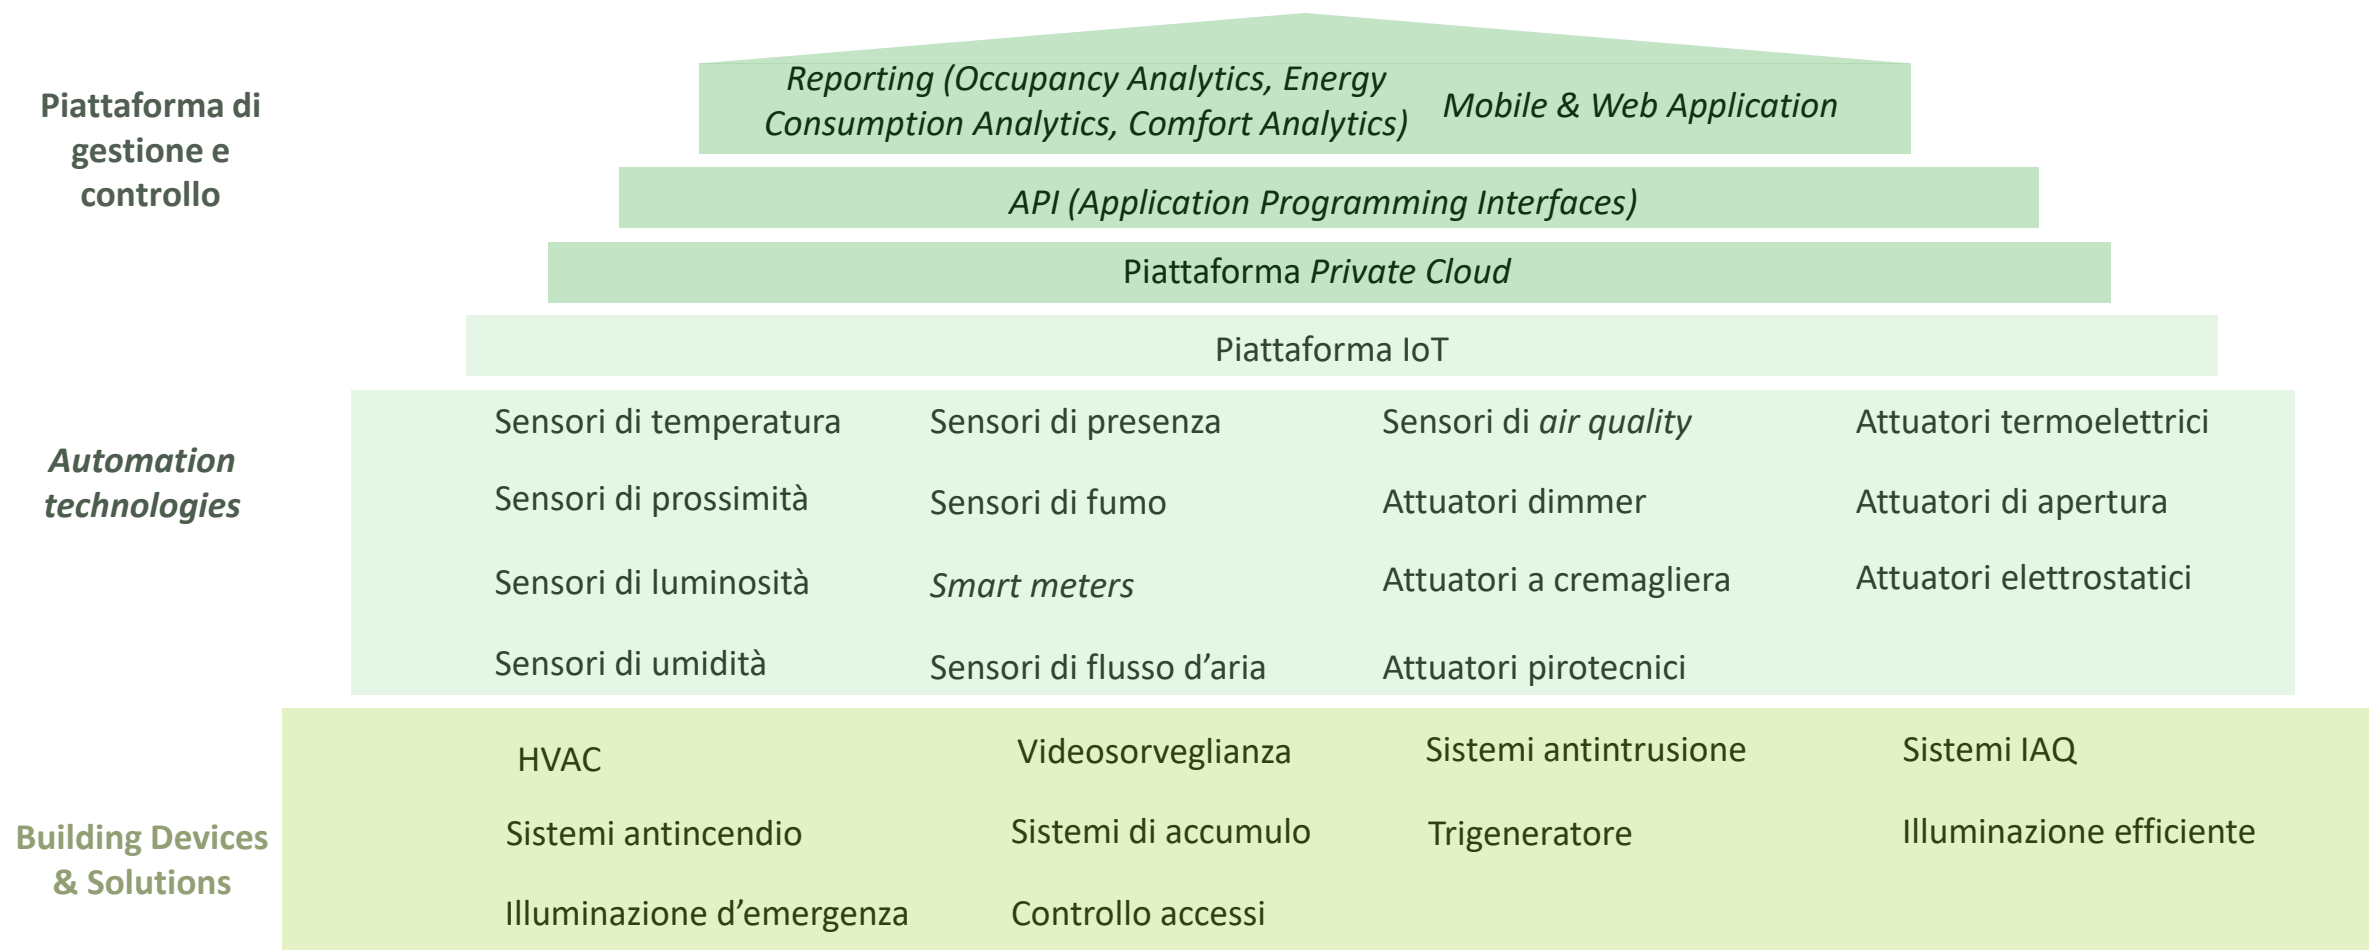 Piattaforma di
gestione e
controllo
Reporting (Occupancy Analytics, Energy
Consumption Analytics, Comfort Analytics)
Mobile & Web Application
API (Application Programming Interfaces)
Piattaforma Private Cloud
Piattaforma IoT
Automation
technologies
Sensori di temperatura
Sensori di presenza
Sensori di air quality
Attuatori termoelettrici
Sensori di prossimità
Sensori di fumo
Attuatori dimmer
Attuatori di apertura
Sensori di luminosità
Smart meters
Attuatori a cremagliera
Attuatori elettrostatici
Sensori di umidità
Sensori di flusso d’aria
Attuatori pirotecnici
Building Devices
& Solutions
HVAC
Videosorveglianza
Sistemi antintrusione
Sistemi IAQ
Sistemi antincendio
Sistemi di accumulo
Trigeneratore
Illuminazione efficiente
Illuminazione d’emergenza
Controllo accessi